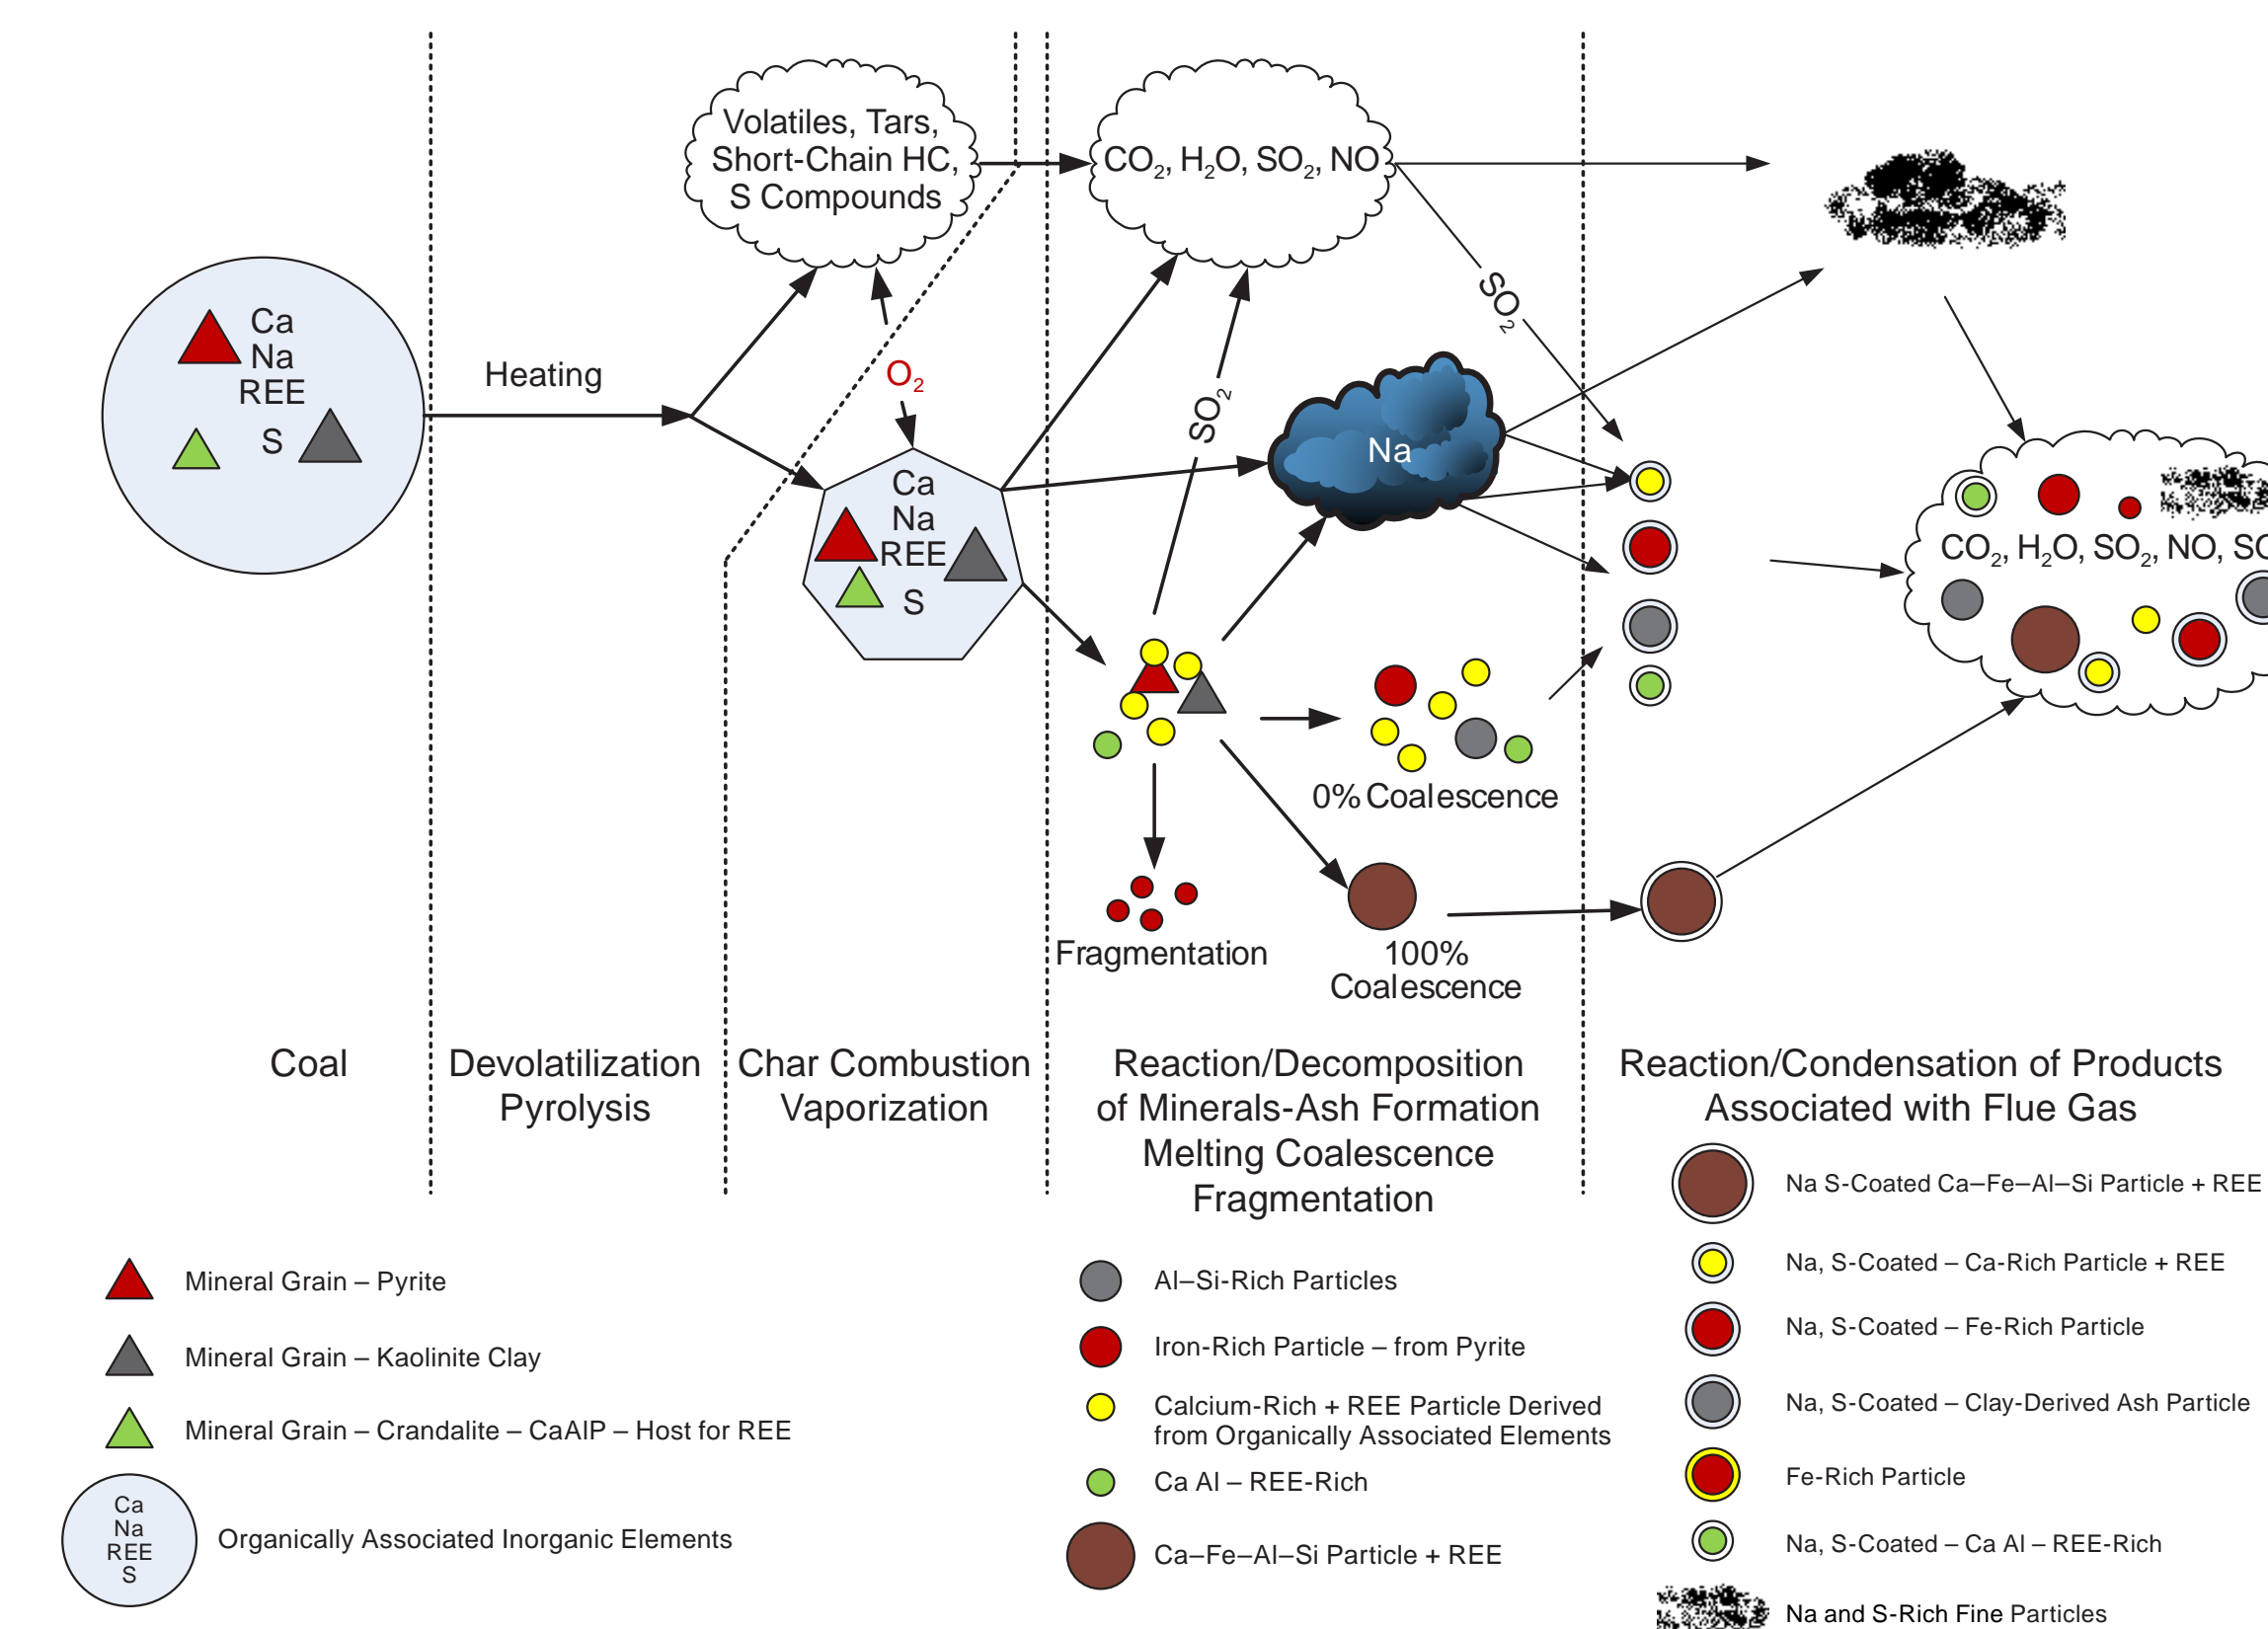 Volatiles, Tars,
Short-Chain HC,
S Compounds
CO₂, H₂O, SO₂, NO
SO₂
Ca
Na
REE
S
Heating
O₂
SO₂
Na
Ca
Na
REE
S
CO₂, H₂O, SO₂, NO,
0% Coalescence
Fragmentation
100%
Coalescence
Coal
Devolatilization
Pyrolysis
Char Combustion
Vaporization
Reaction/Decomposition
of Minerals-Ash Formation
Melting Coalescence
Fragmentation
Reaction/Condensation of Products
Associated with Flue Gas
Mineral Grain – Pyrite
Mineral Grain – Kaolinite Clay
Mineral Grain – Crandalite – CaAlP – Host for REE
Ca
Na
REE
S
Organically Associated Inorganic Elements
Al–Si-Rich Particles
Iron-Rich Particle – from Pyrite
Calcium-Rich + REE Particle Derived
from Organically Associated Elements
Ca Al – REE-Rich
Ca–Fe–Al–Si Particle + REE
Na S-Coated Ca–Fe–Al–Si Particle + REE
Na, S-Coated – Ca-Rich Particle + REE
Na, S-Coated – Fe-Rich Particle
Na, S-Coated – Clay-Derived Ash Particle
Fe-Rich Particle
Na, S-Coated – Ca Al – REE-Rich
Na and S-Rich Fine Particles